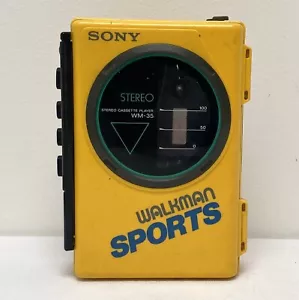 SONY
STEREO
STEREO CASSETTE PLAYER
WM-35
100
50
0
WALKMAN
SPORTS